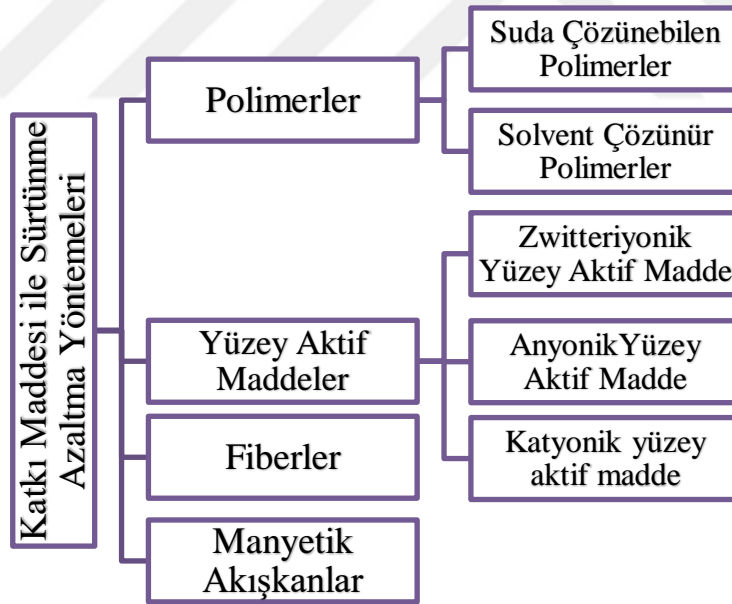 Katkı Maddesi ile Sürtünme
Azaltma Yöntemeleri
Polimerler
Suda Çözünebilen
Polimerler
Solvent Çözünür
Polimerler
Yüzey Aktif
Maddeler
Zwitteriyonik
Yüzey Aktif Madde
AnyonikYüzey
Aktif Madde
Katyonik yüzey
aktif madde
Fiberler
Manyetik
Akışkanlar